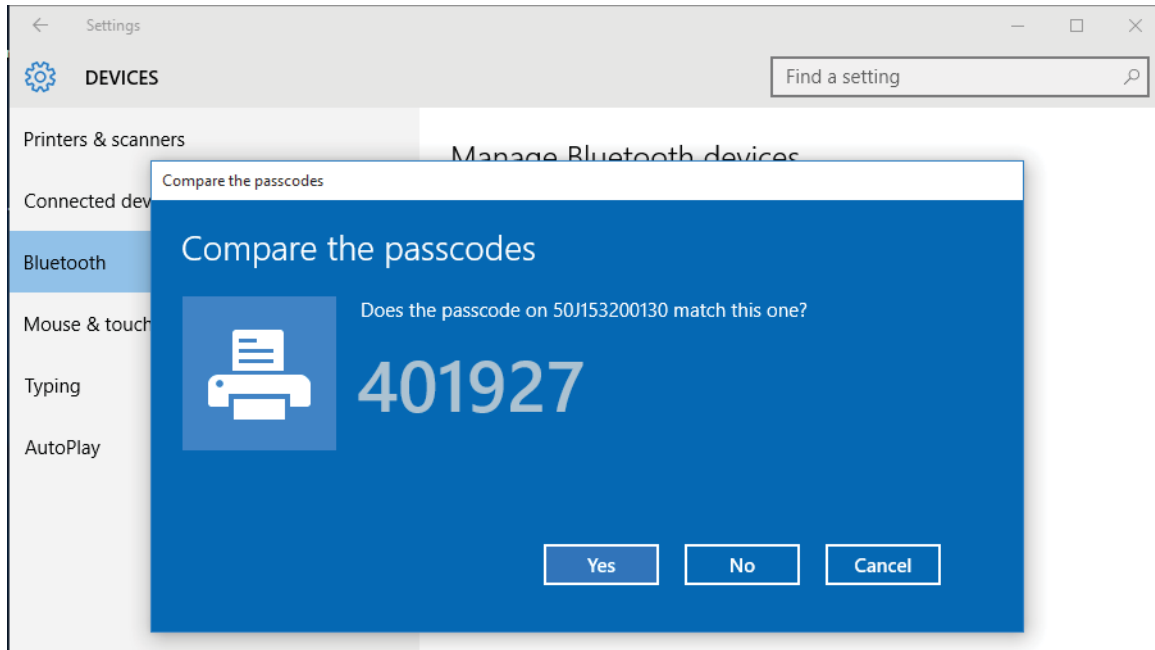 Settings
DEVICES
Find a setting
Printers & scanners
Manage Bluetooth devices
Compare the passcodes
Connected dev
Compare the passcodes
Bluetooth
Does the passcode on 50J153200130 match this one?
Mouse & touch
401927
Typing
AutoPlay
Yes
No
Cancel